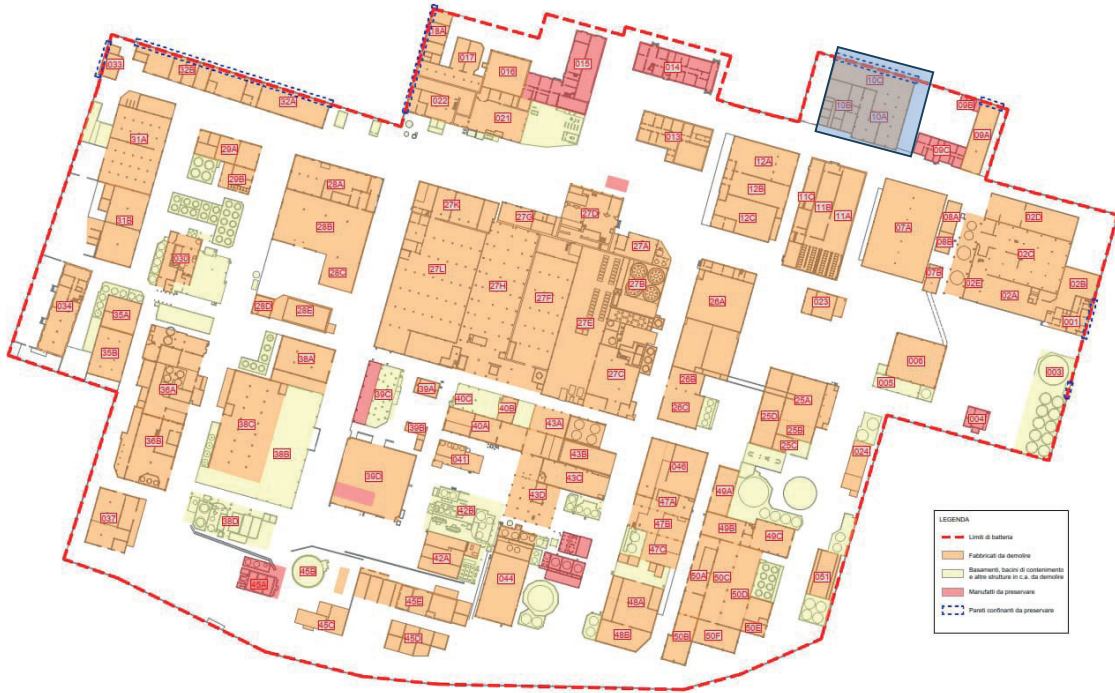 18A
017
016
015
014
033
32B
32A
022
021
013
10C
10B
10A
09B
09A
09C
31A
31B
29A
29B
28A
28B
28C
28D
28E
030
034
35A
35B
27K
27G
27D
27A
27L
27H
27F
27B
27E
27C
12A
12B
12C
11C
11B
11A
07A
08A
08B
07B
02D
02C
02E
02A
02B
001
023
26A
26B
26C
006
005
003
004
36A
36B
037
38A
38C
38B
38D
39C
39A
39B
39D
40C
40B
40A
041
43A
43B
43C
43D
42B
42A
044
45A
45B
45C
45E
45D
046
47A
47B
47C
48A
48B
25A
25D
25B
25C
024
49A
49B
49C
50A
50C
50D
50B
50F
50E
051
LEGENDA
Limiti di batteria
Fabbricati da demolire
Basamenti, bacini di contenimento
e altre strutture in c.a. da demolire
Manufatti da preservare
Pareti confinanti da preservare